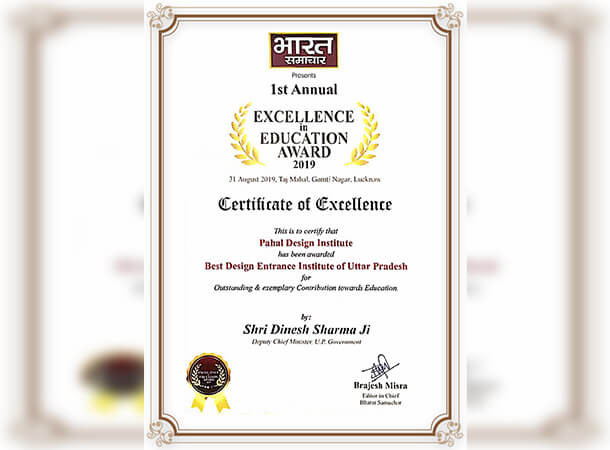 भारत
समाचार
Presents
1st Annual
EXCELLENCE
in
EDUCATION
AWARD
2019
31 August 2019, Taj Mahal, Gomti Nagar, Lucknow
Certificate of Excellence
This is to certify that
Pahal Design Institute
has been awarded
Best Design Entrance Institute of Uttar Pradesh
for
Outstanding & exemplary Contribution towards Education.
by:
Shri Dinesh Sharma Ji
Deputy Chief Minister, U.P. Government
Brajesh Misra
Editor in Chief
Bharat Samachar